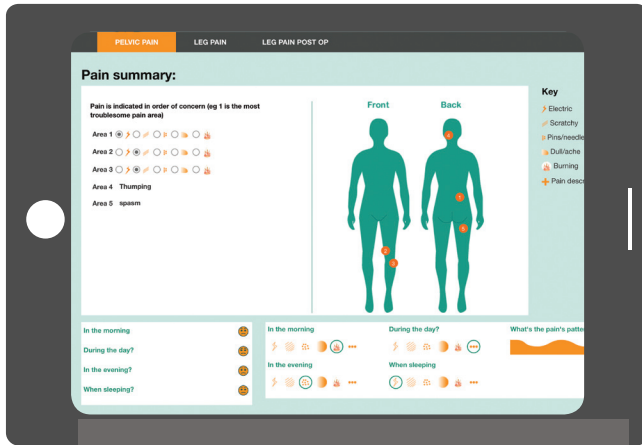 PELVIC PAIN LEG PAIN LEG PAIN POST OP
Pain summary:
Pain is indicated in order of concern (eg 1 is the most
troublesome pain area)
Area 1
Area 2
Area 3
Area 4 Thumping
Area 5 spasm
Front Back
Key
Electric
Scratchy
Pins/needle
Dull/ache
Burning
Pain descr
In the morning
During the day?
In the evening?
When sleeping?
In the morning
During the day?
In the evening
When sleeping
What's the pain's patte